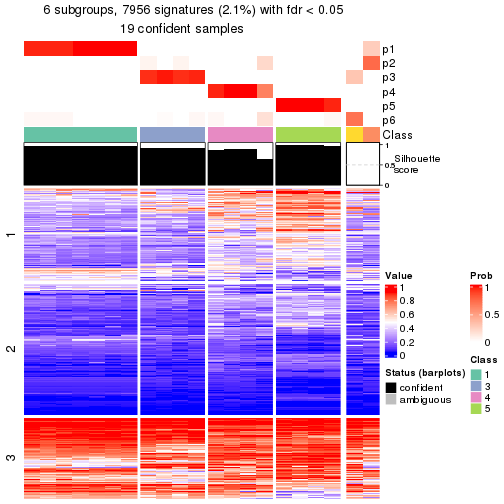 6 subgroups, 7956 signatures (2.1%) with fdr < 0.05
19 confident samples
p1
p2
p3
p4
p5
p6
Class
1
0.5
0
Silhouette
score
1
2
3
Value
1
0.8
0.6
0.4
0.2
0
Prob
1
0.5
0
Status (barplots)
confident
ambiguous
Class
1
3
4
5